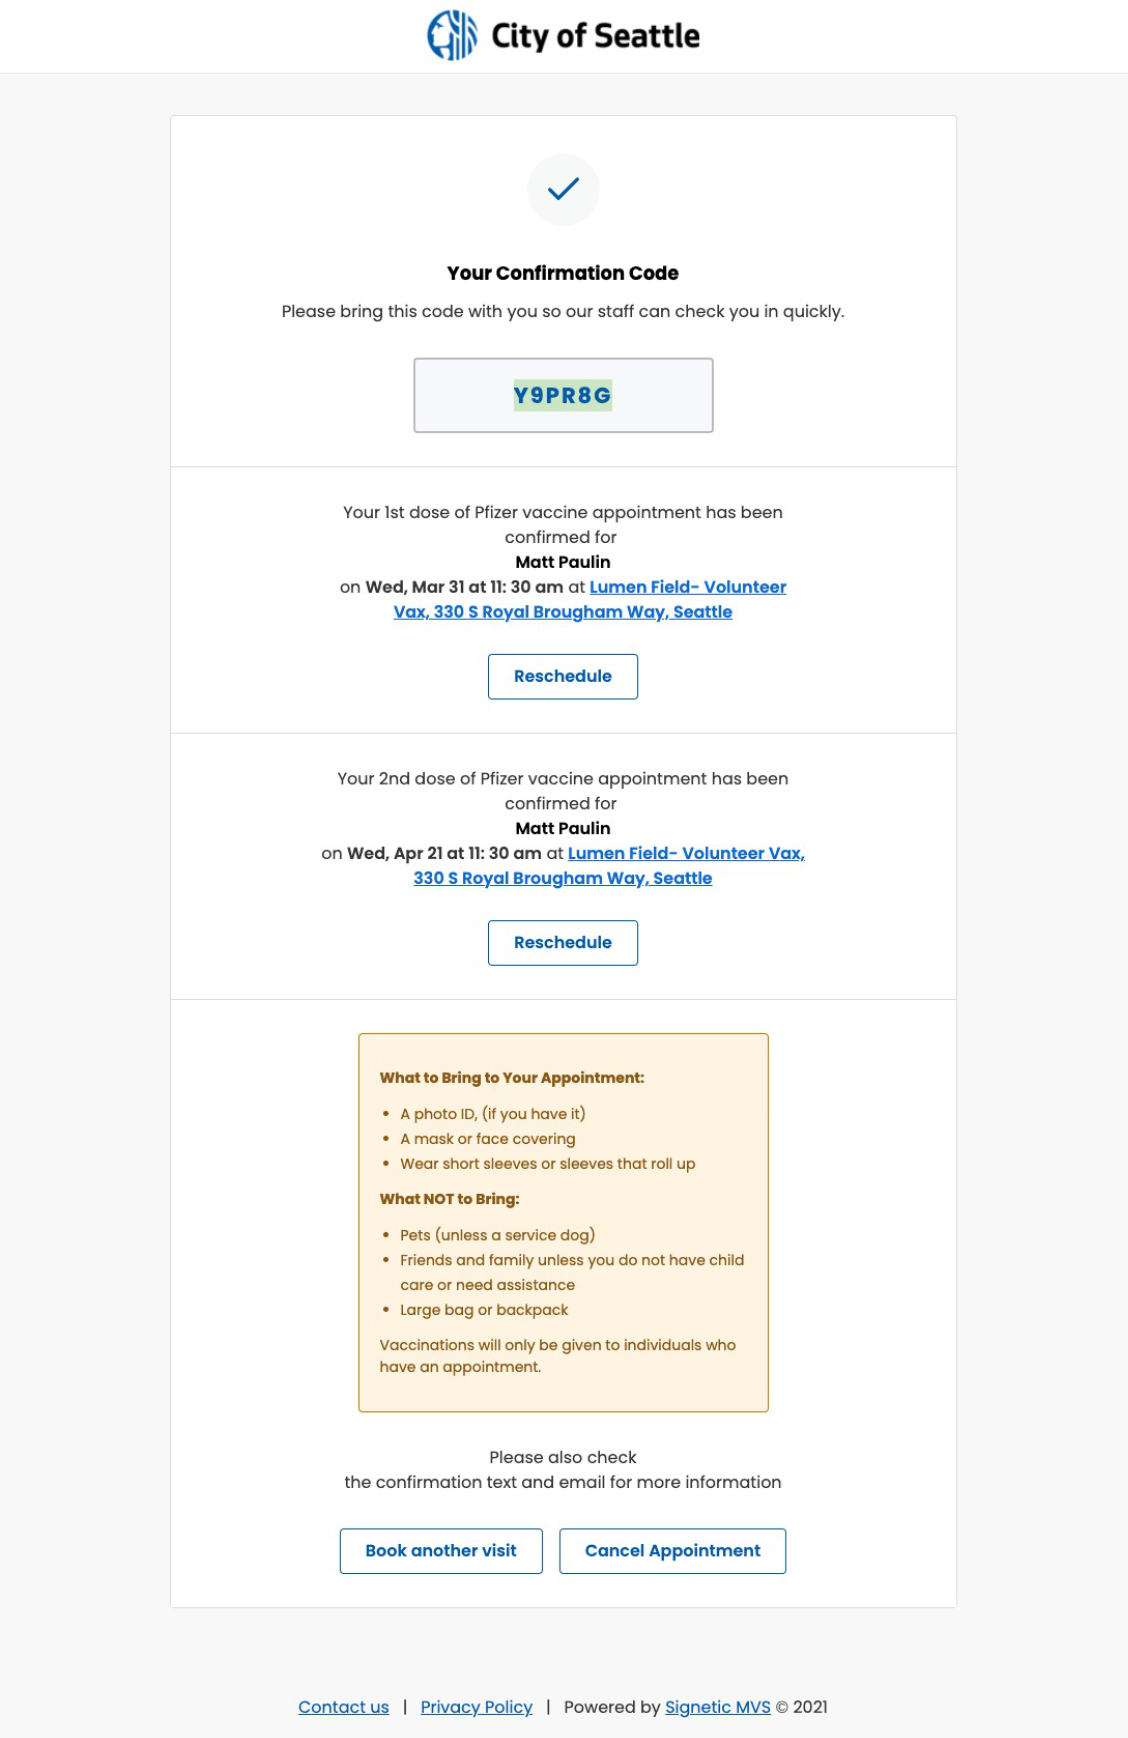 City of Seattle
Your Confirmation Code
Please bring this code with you so our staff can check you in quickly.
Y9PR8G
Your 1st dose of Pfizer vaccine appointment has been
confirmed for
Matt Paulin
on Wed, Mar 31 at 11: 30 am at Lumen Field- Volunteer
Vax, 330 S Royal Brougham Way, Seattle
Reschedule
Your 2nd dose of Pfizer vaccine appointment has been
confirmed for
Matt Paulin
on Wed, Apr 21 at 11: 30 am at Lumen Field- Volunteer Vax,
330 S Royal Brougham Way, Seattle
Reschedule
What to Bring to Your Appointment:
• A photo ID, (if you have it)
• A mask or face covering
• Wear short sleeves or sleeves that roll up
What NOT to Bring:
• Pets (unless a service dog)
• Friends and family unless you do not have child
care or need assistance
• Large bag or backpack
Vaccinations will only be given to individuals who
have an appointment.
Please also check
the confirmation text and email for more information
Book another visit Cancel Appointment
Contact us | Privacy Policy | Powered by Signetic MVS © 2021